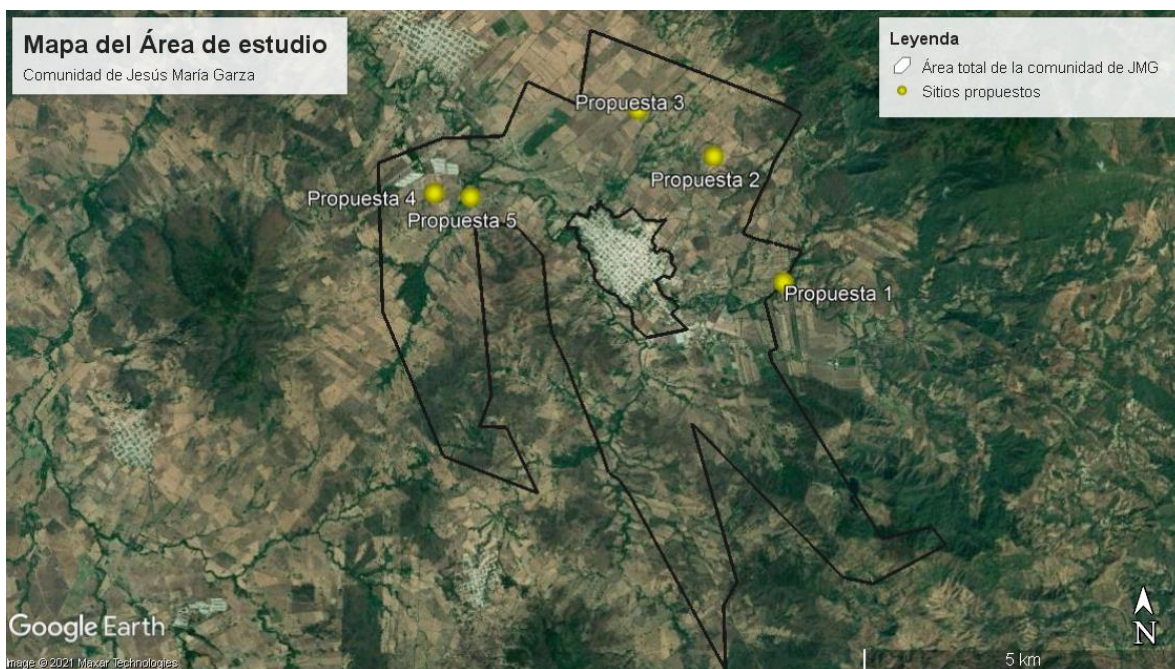 Mapa del Área de estudio
Comunidad de Jesús María Garza
Leyenda
Área total de la comunidad de JMG
Sitios propuestos
Propuesta 3
Propuesta 2
Propuesta 4
Propuesta 5
Propuesta 1
Google Earth
Image © 2021 Maxar Technologies
N
5 km